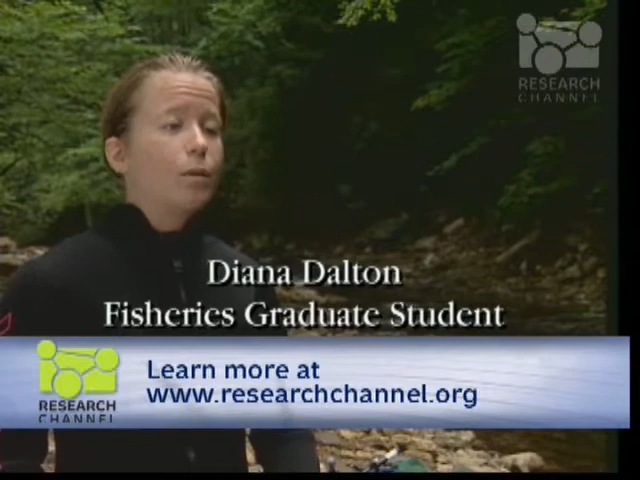 RESEARCH
CHANNEL
Diana Dalton
Fisheries Graduate Student
Learn more at
www.researchchannel.org
RESEARCH
CHANNEL